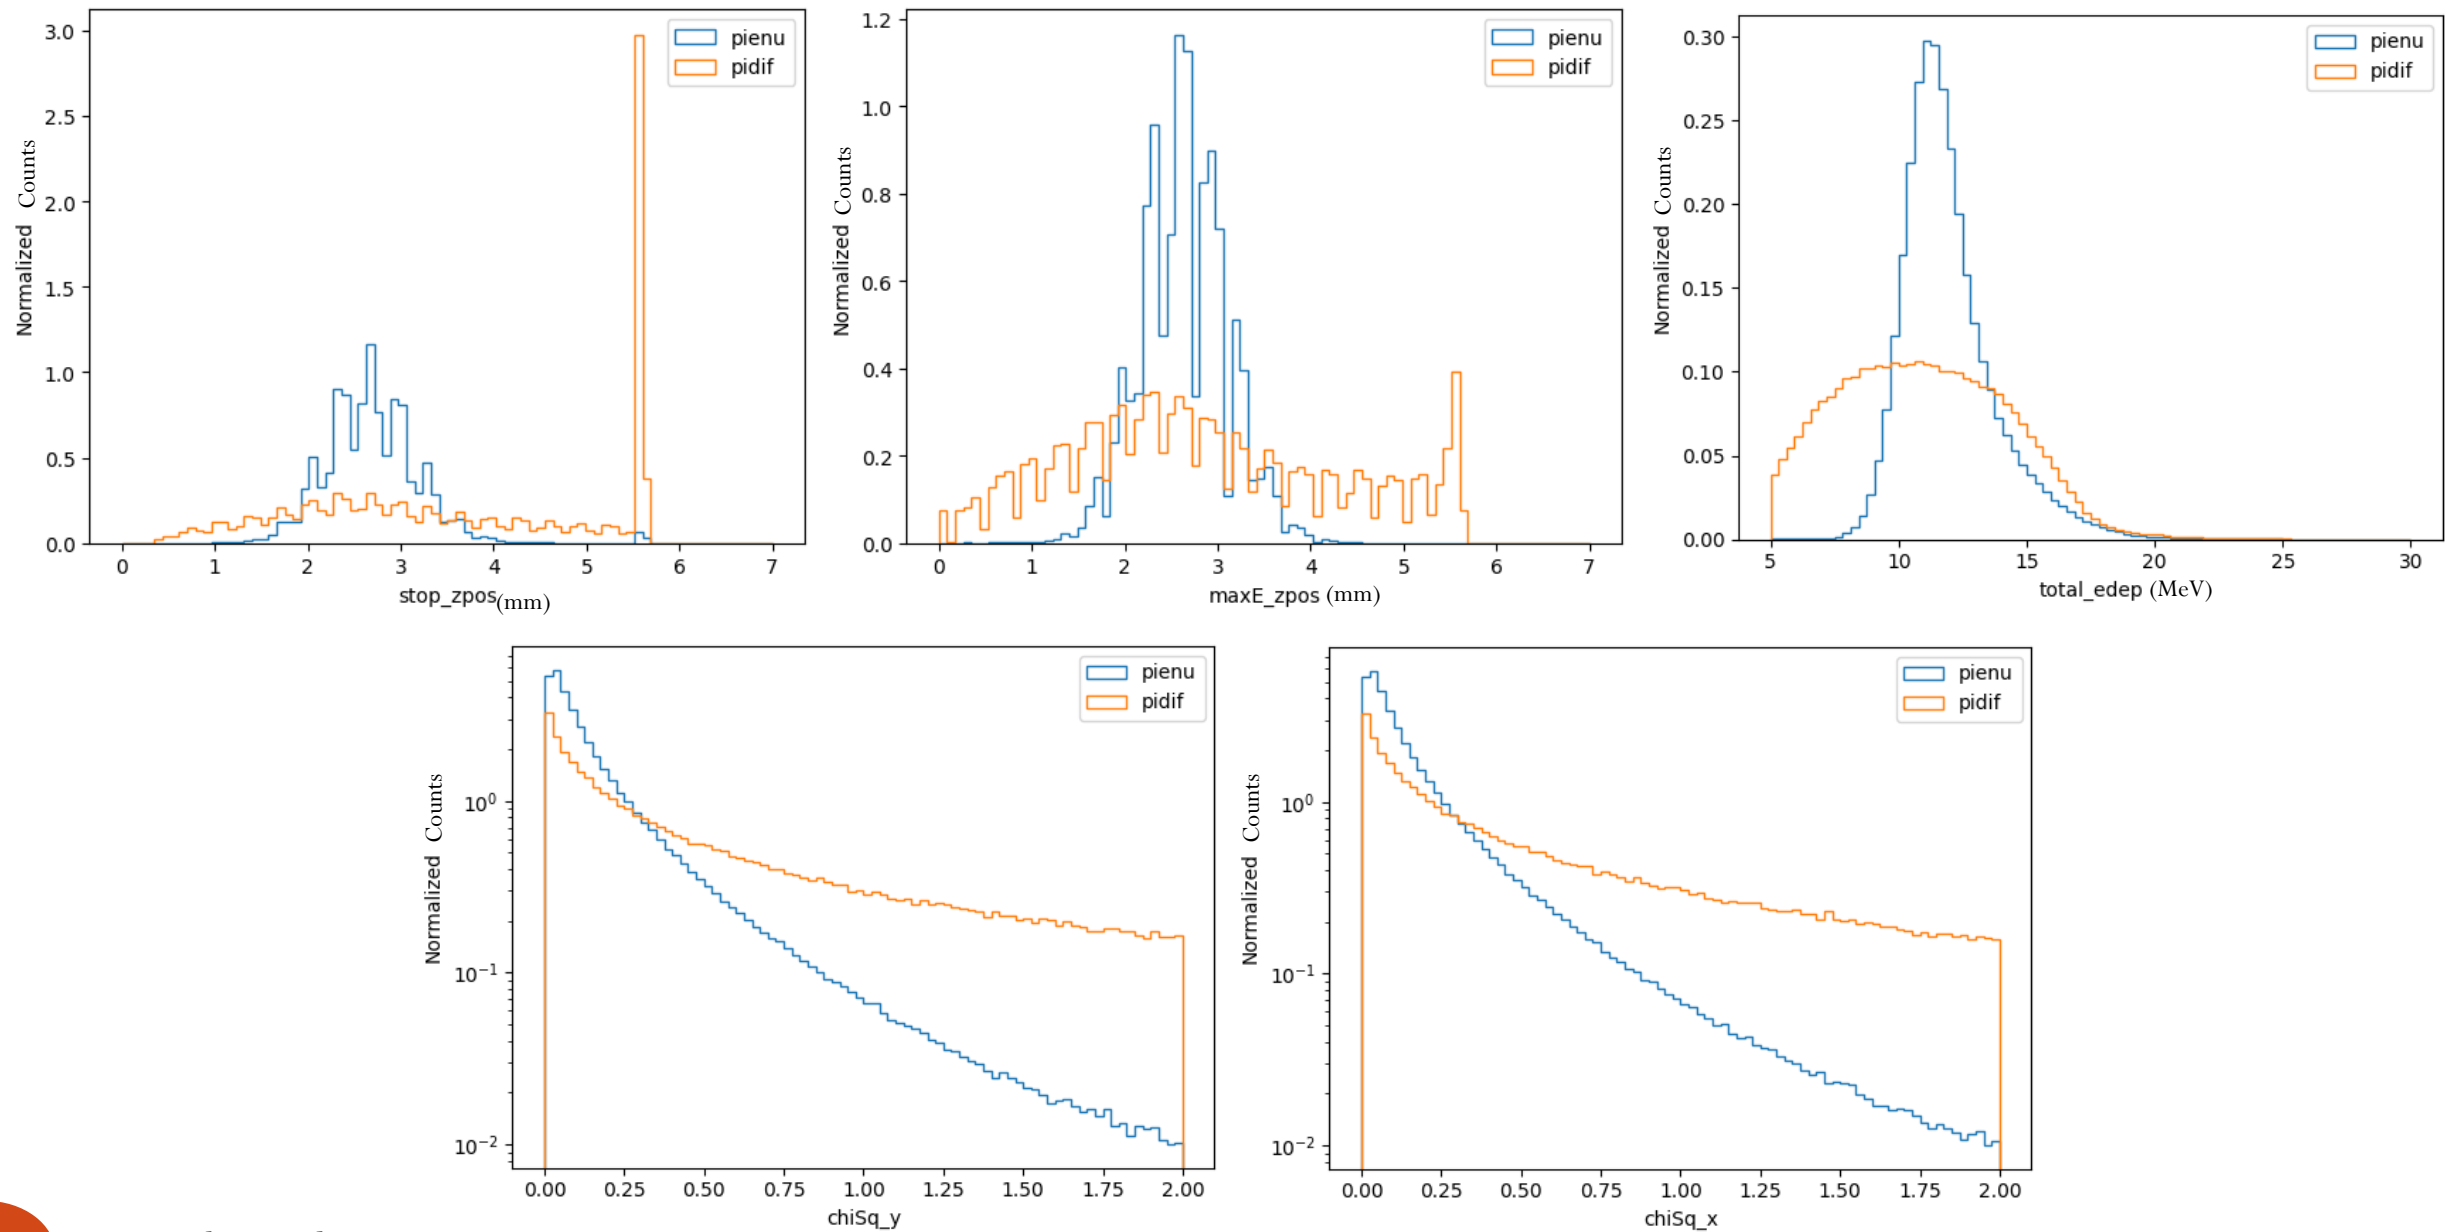 3.0
2.5
2.0
1.5
1.0
0.5
0.0
Normalized Counts
pienu
pidif
0 1 2 3 4 5 6 7
stop_zpos (mm)
1.2
1.0
0.8
0.6
0.4
0.2
0.0
Normalized Counts
pienu
pidif
0 1 2 3 4 5 6 7
maxE_zpos (mm)
0.30
0.25
0.20
0.15
0.10
0.05
0.00
Normalized Counts
pienu
pidif
5 10 15 20 25 30
total_edep (MeV)
10⁰
10⁻¹
10⁻²
Normalized Counts
pienu
pidif
0.00 0.25 0.50 0.75 1.00 1.25 1.50 1.75 2.00
chiSq_y
10⁰
10⁻¹
10⁻²
Normalized Counts
pienu
pidif
0.00 0.25 0.50 0.75 1.00 1.25 1.50 1.75 2.00
chiSq_x